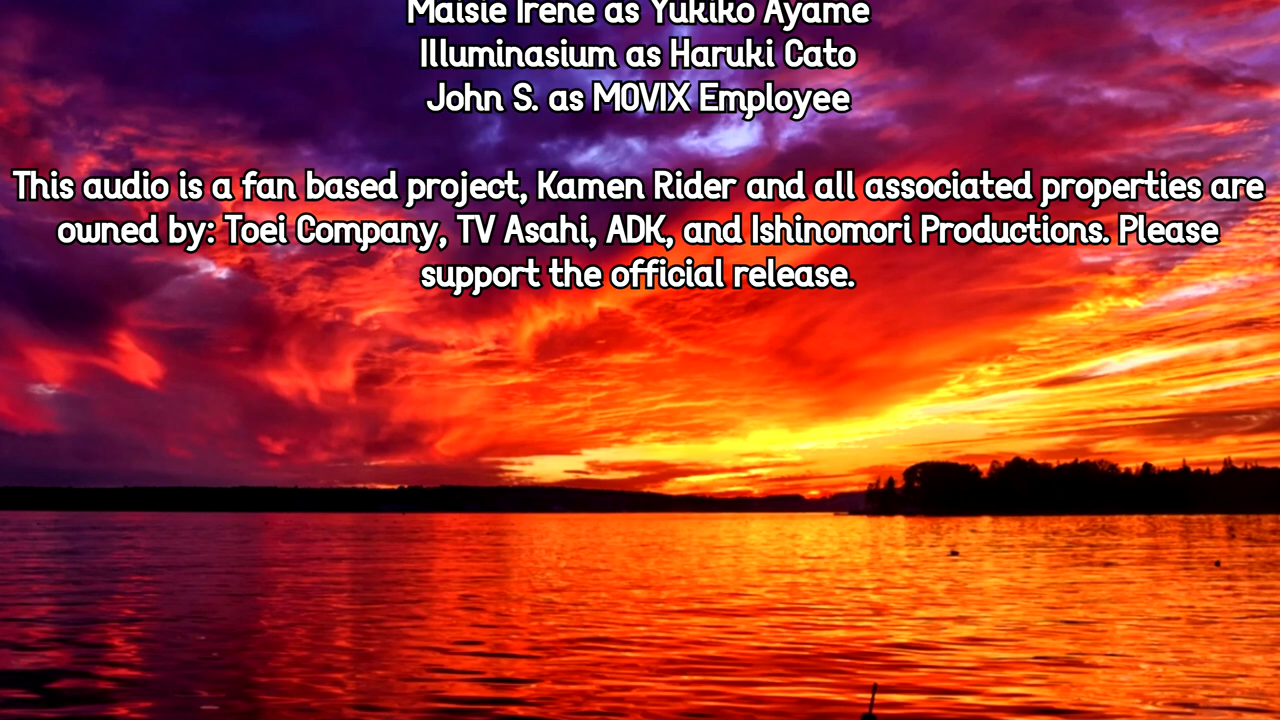 Maisie Irene as Yukiko Ayame
Illuminasium as Haruki Cato
John S. as MOVIX Employee
This audio is a fan based project, Kamen Rider and all associated properties are
owned by: Toei Company, TV Asahi, ADK, and Ishinomori Productions. Please
support the official release.